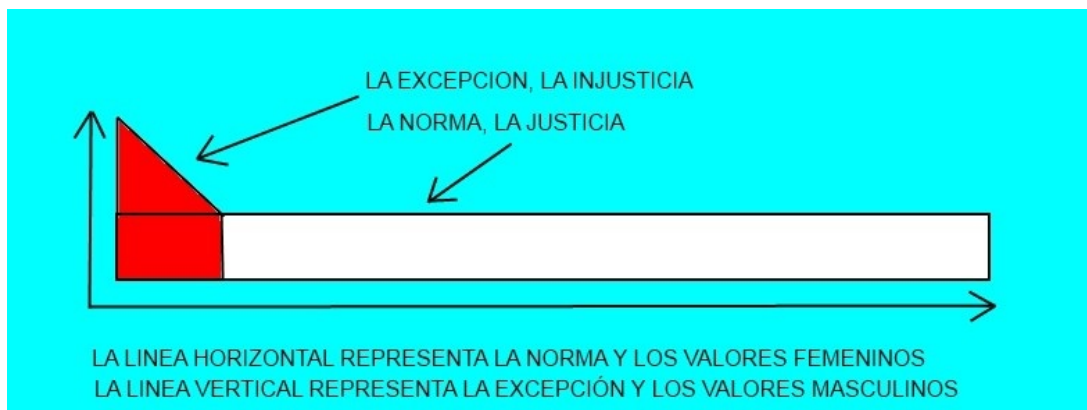 LA EXCEPCION, LA INJUSTICIA
LA NORMA, LA JUSTICIA
LA LINEA HORIZONTAL REPRESENTA LA NORMA Y LOS VALORES FEMENINOS
LA LINEA VERTICAL REPRESENTA LA EXCEPCIÓN Y LOS VALORES MASCULINOS